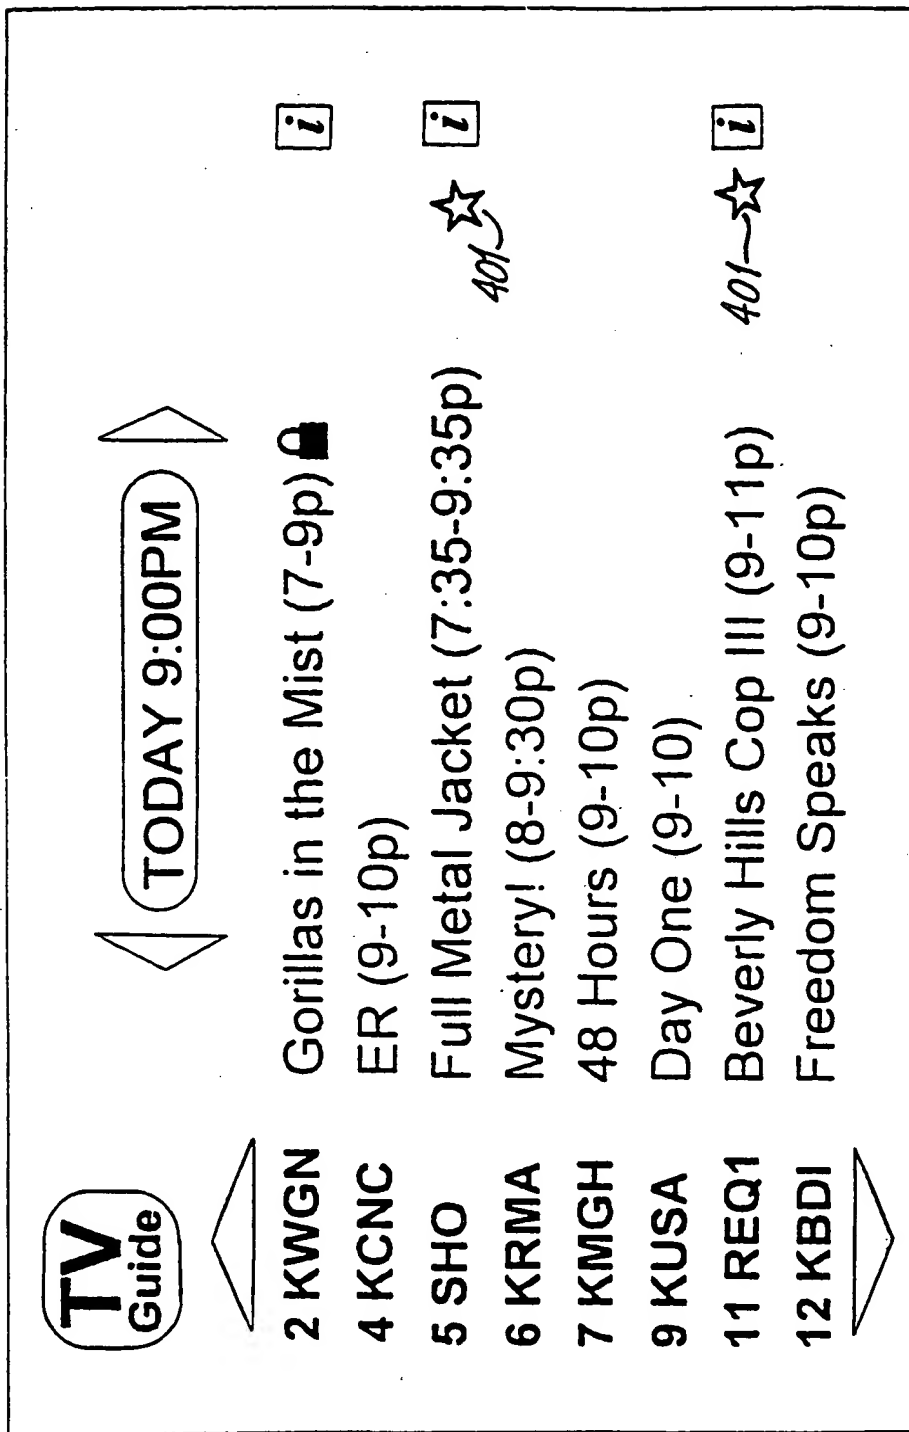 TV
Guide
TODAY 9:00PM
2 KWGN Gorillas in the Mist (7-9p) i
4 KCNC ER (9-10p)
5 SHO Full Metal Jacket (7:35-9:35p) i
401
6 KRMA Mystery! (8-9:30p)
7 KMGH 48 Hours (9-10p)
9 KUSA Day One (9-10)
11 REQ1 Beverly Hills Cop III (9-11p) 401 i
12 KBDI Freedom Speaks (9-10p)